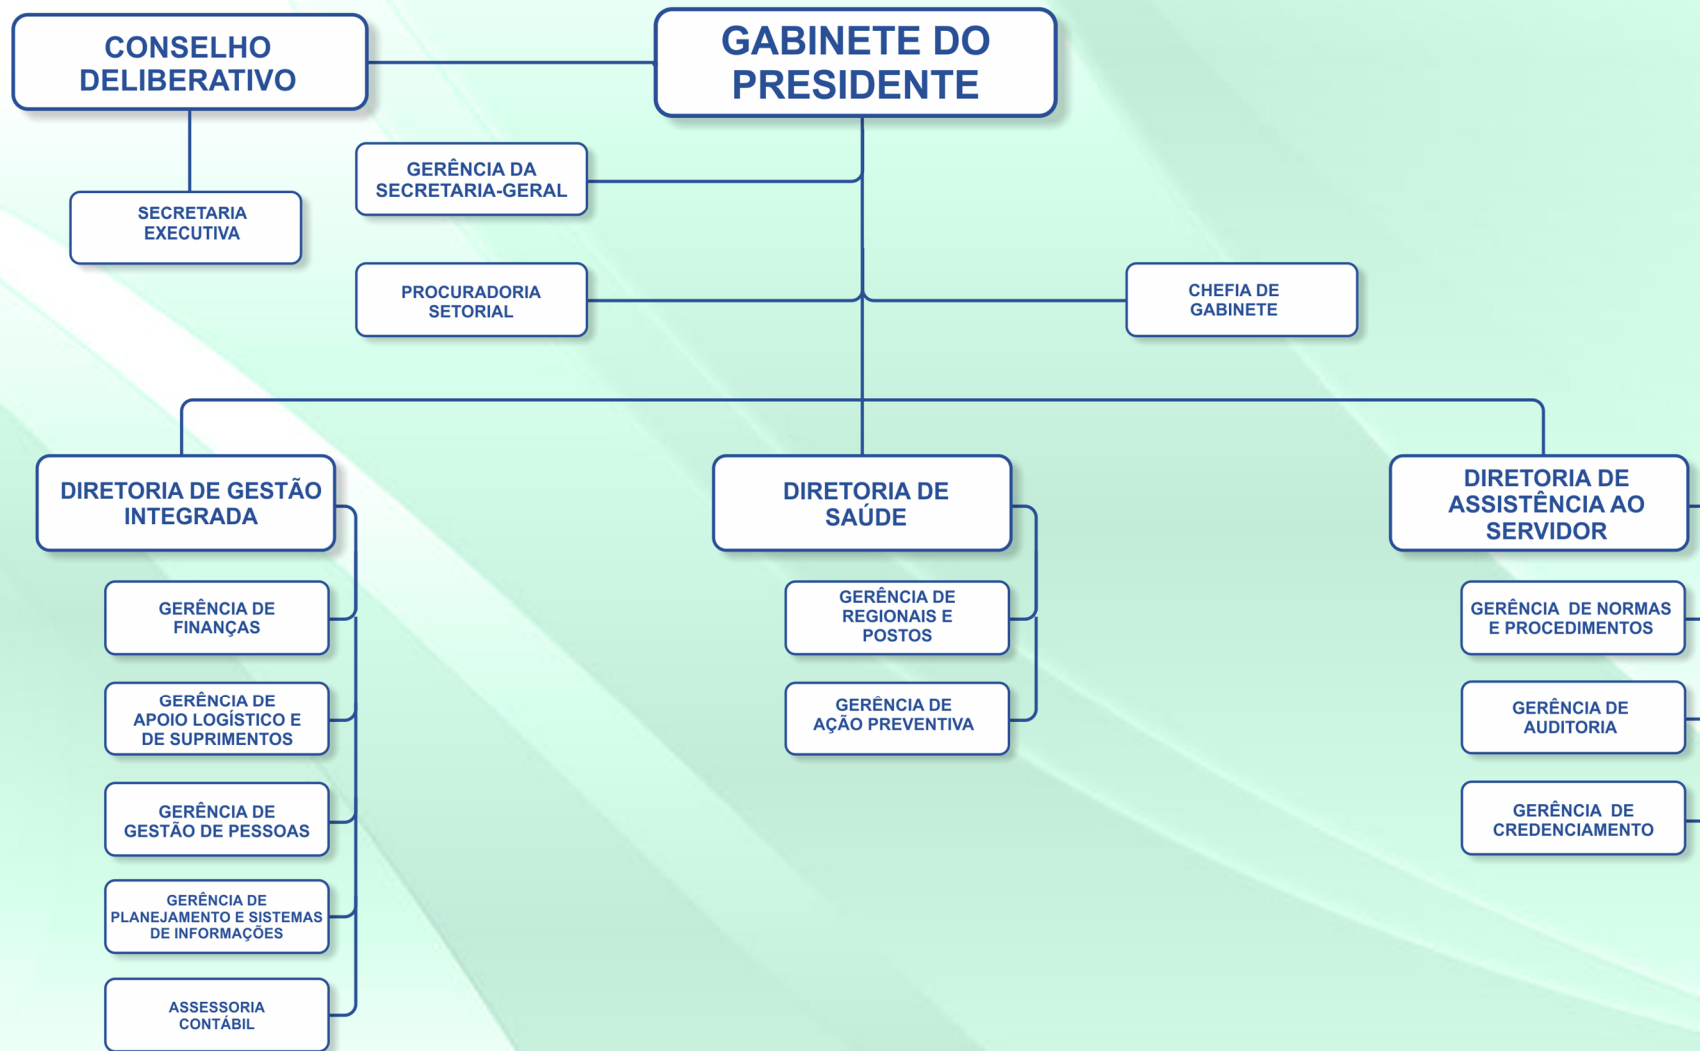 CONSELHO
DELIBERATIVO
GABINETE DO
PRESIDENTE
GERÊNCIA DA
SECRETARIA-GERAL
SECRETARIA
EXECUTIVA
PROCURADORIA
SETORIAL
CHEFIA DE
GABINETE
DIRETORIA DE GESTÃO
INTEGRADA
GERÊNCIA DE
FINANÇAS
GERÊNCIA DE
APOIO LOGÍSTICO E
DE SUPRIMENTOS
GERÊNCIA DE
GESTÃO DE PESSOAS
GERÊNCIA DE
PLANEJAMENTO E SISTEMAS
DE INFORMAÇÕES
ASSESSORIA
CONTÁBIL
DIRETORIA DE
SAÚDE
GERÊNCIA DE
REGIONAIS E
POSTOS
GERÊNCIA DE
AÇÃO PREVENTIVA
DIRETORIA DE
ASSISTÊNCIA AO
SERVIDOR
GERÊNCIA DE NORMAS
E PROCEDIMENTOS
GERÊNCIA DE
AUDITORIA
GERÊNCIA DE
CREDENCIAMENTO